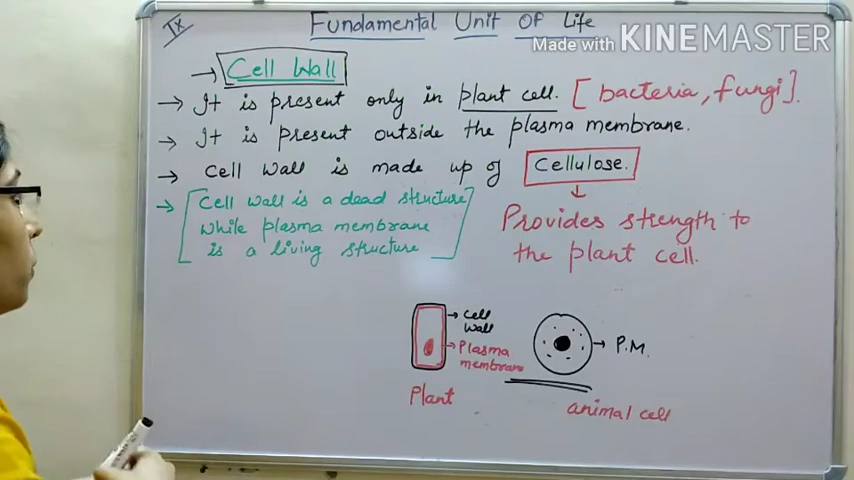 Tx
Fundamental Unit Of Life
Made with KINEMASTER
→ Cell Wall
→ It is present only in plant cell. [bacteria, fungi].
→ It is present outside the plasma membrane.
→ Cell Wall is made up of Cellulose.
→ [Cell Wall is a dead structure
while plasma membrane
is a living structure]
↓
Provides strength to
the plant cell.
→ Cell
Wall
→ Plasma
membrane
Plant
→ P.M.
animal cell